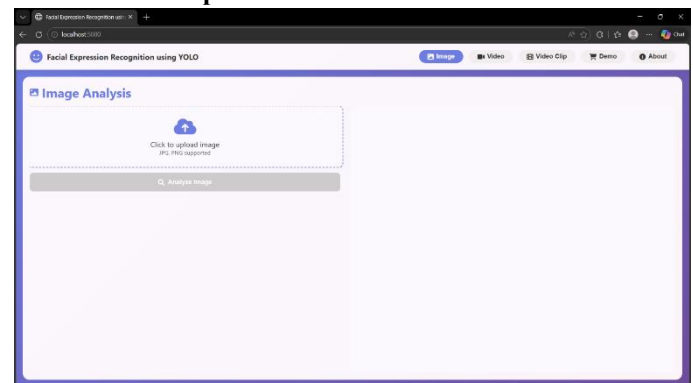 Facial Expression Recognition usin
localhost:5000
Chat
Facial Expression Recognition using YOLO
Image
Video
Video Clip
Demo
About
Image Analysis
Click to upload image
JPG, PNG supported
Analyze Image